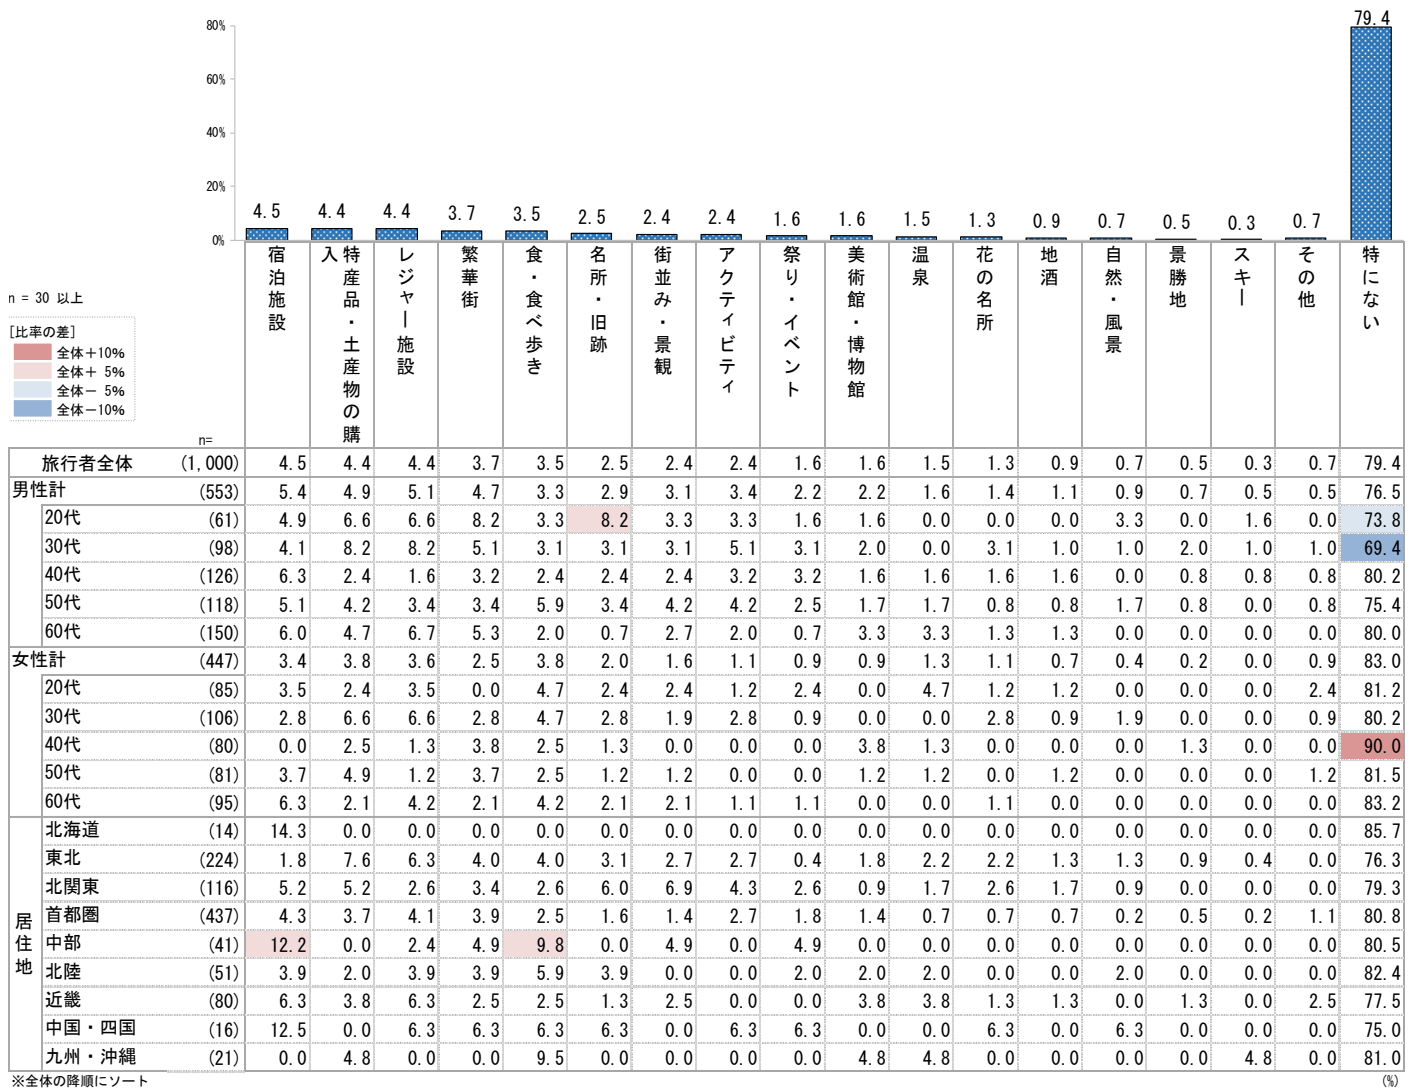 80%
60%
40%
20%
0%
4.5 4.4 4.4 3.7 3.5 2.5 2.4 2.4 1.6 1.6 1.5 1.3 0.9 0.7 0.5 0.3 0.7 79.4
宿泊施設
特産品・土産物の購入
レジャー施設
繁華街
食・食べ歩き
名所・旧跡
街並み・景観
アクティビティ
祭り・イベント
美術館・博物館
温泉
花の名所
地酒
自然・風景
景勝地
スキー
その他
特にない
n = 30 以上
[比率の差]
全体+10%
全体+ 5%
全体- 5%
全体-10%
n=
旅行者全体 (1,000) 4.5 4.4 4.4 3.7 3.5 2.5 2.4 2.4 1.6 1.6 1.5 1.3 0.9 0.7 0.5 0.3 0.7 79.4
男性計 (553) 5.4 4.9 5.1 4.7 3.3 2.9 3.1 3.4 2.2 2.2 1.6 1.4 1.1 0.9 0.7 0.5 0.5 76.5
20代 (61) 4.9 6.6 6.6 8.2 3.3 8.2 3.3 3.3 1.6 1.6 0.0 0.0 0.0 3.3 0.0 1.6 0.0 73.8
30代 (98) 4.1 8.2 8.2 5.1 3.1 3.1 3.1 5.1 3.1 2.0 0.0 3.1 1.0 1.0 2.0 1.0 1.0 69.4
40代 (126) 6.3 2.4 1.6 3.2 2.4 2.4 2.4 3.2 3.2 1.6 1.6 1.6 1.6 0.0 0.8 0.8 0.8 80.2
50代 (118) 5.1 4.2 3.4 3.4 5.9 3.4 4.2 4.2 2.5 1.7 1.7 0.8 0.8 1.7 0.8 0.0 0.8 75.4
60代 (150) 6.0 4.7 6.7 5.3 2.0 0.7 2.7 2.0 0.7 3.3 3.3 1.3 1.3 0.0 0.0 0.0 0.0 80.0
女性計 (447) 3.4 3.8 3.6 2.5 3.8 2.0 1.6 1.1 0.9 0.9 1.3 1.1 0.7 0.4 0.2 0.0 0.9 83.0
20代 (85) 3.5 2.4 3.5 0.0 4.7 2.4 2.4 1.2 2.4 0.0 4.7 1.2 1.2 0.0 0.0 0.0 2.4 81.2
30代 (106) 2.8 6.6 6.6 2.8 4.7 2.8 1.9 2.8 0.9 0.0 0.0 2.8 0.9 1.9 0.0 0.0 0.9 80.2
40代 (80) 0.0 2.5 1.3 3.8 2.5 1.3 0.0 0.0 0.0 3.8 1.3 0.0 0.0 0.0 1.3 0.0 0.0 90.0
50代 (81) 3.7 4.9 1.2 3.7 2.5 1.2 1.2 0.0 0.0 1.2 1.2 0.0 1.2 0.0 0.0 0.0 1.2 81.5
60代 (95) 6.3 2.1 4.2 2.1 4.2 2.1 2.1 1.1 1.1 0.0 0.0 1.1 0.0 0.0 0.0 0.0 0.0 83.2
居住地
北海道 (14) 14.3 0.0 0.0 0.0 0.0 0.0 0.0 0.0 0.0 0.0 0.0 0.0 0.0 0.0 0.0 0.0 0.0 85.7
東北 (224) 1.8 7.6 6.3 4.0 4.0 3.1 2.7 2.7 0.4 1.8 2.2 2.2 1.3 1.3 0.9 0.4 0.0 76.3
北関東 (116) 5.2 5.2 2.6 3.4 2.6 6.0 6.9 4.3 2.6 0.9 1.7 2.6 1.7 0.9 0.0 0.0 0.0 79.3
首都圏 (437) 4.3 3.7 4.1 3.9 2.5 1.6 1.4 2.7 1.8 1.4 0.7 0.7 0.7 0.2 0.5 0.2 1.1 80.8
中部 (41) 12.2 0.0 2.4 4.9 9.8 0.0 4.9 0.0 4.9 0.0 0.0 0.0 0.0 0.0 0.0 0.0 0.0 80.5
北陸 (51) 3.9 2.0 3.9 3.9 5.9 3.9 0.0 0.0 2.0 2.0 2.0 0.0 0.0 2.0 0.0 0.0 0.0 82.4
近畿 (80) 6.3 3.8 6.3 2.5 2.5 1.3 2.5 0.0 0.0 3.8 3.8 1.3 1.3 0.0 1.3 0.0 2.5 77.5
中国・四国 (16) 12.5 0.0 6.3 6.3 6.3 6.3 0.0 6.3 6.3 0.0 0.0 6.3 0.0 6.3 0.0 0.0 0.0 75.0
九州・沖縄 (21) 0.0 4.8 0.0 0.0 9.5 0.0 0.0 0.0 0.0 4.8 4.8 0.0 0.0 0.0 0.0 4.8 0.0 81.0
※全体の降順にソート (%)